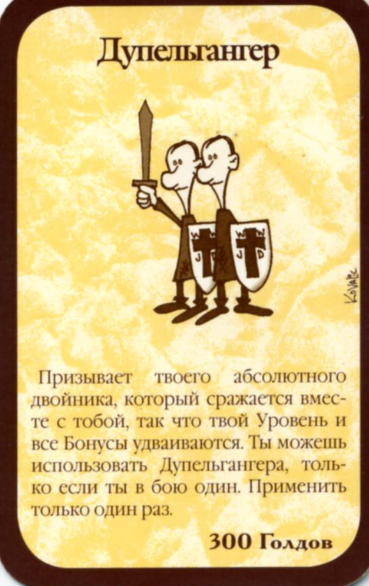 Дупельгангер
W
J D
W
J D
Kovalic
Призывает твоего абсолютного
двойника, который сражается вмес-
те с тобой, так что твой Уровень и
все Бонусы удваиваются. Ты можешь
использовать Дупельгангера, толь-
ко если ты в бою один. Применить
только один раз.
300 Голдов